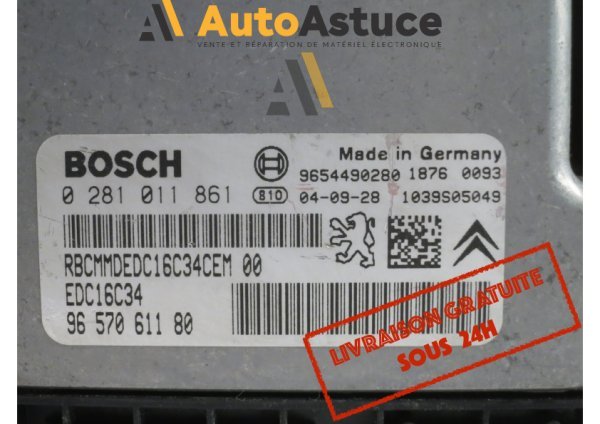 AutoAstuce
VENTE ET RÉPARATION DE MATÉRIEL ÉLECTRONIQUE
BOSCH
Made in Germany
9654490280 1876 0093
0 281 011 861 810 04-09-28 1039S05049
RBCMMDEDC16C34CEM 00
EDC16C34
96 570 611 80
LIVRAISON GRATUITE
SOUS 24H